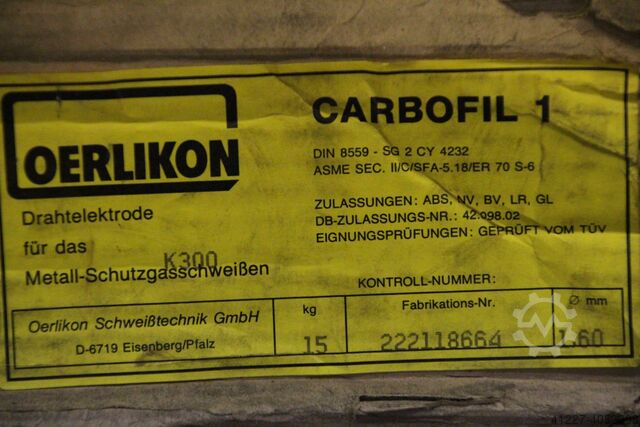 OERLIKON
Drahtelektrode
für das
K300
Metall-Schutzgasschweißen
CARBOFIL 1
DIN 8559 - SG 2 CY 4232
ASME SEC. II/C/SFA-5.18/ER 70 S-6
ZULASSUNGEN: ABS, NV, BV, LR, GL
DB-ZULASSUNGS-NR.: 42.098.02
EIGNUNGSPRÜFUNGEN: GEPRÜFT VOM TÜV
KONTROLL-NUMMER:
Oerlikon Schweißtechnik GmbH
D-6719 Eisenberg/Pfalz
kg
15
Fabrikations-Nr.
222118664
Ø mm
1.60